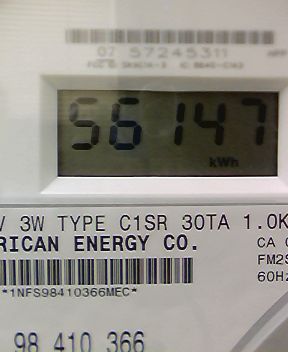 07 57245311
56147
kWh
V 3W TYPE C1SR 30TA 1.0K
RICAN ENERGY CO.
CA
FM2S
60Hz
*1NFS98410366MEC*
98 410 366